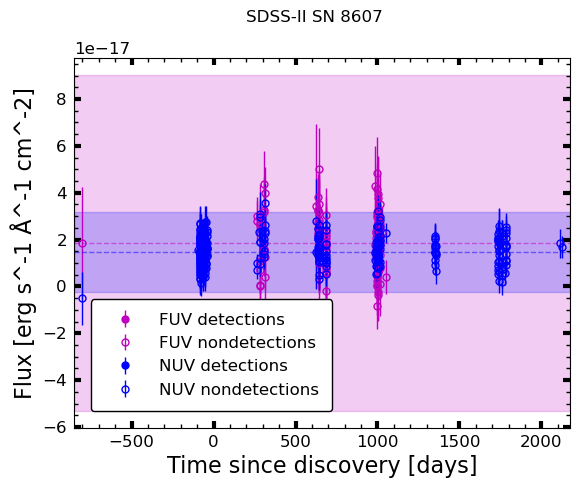 SDSS-II SN 8607
1e−17
8
6
4
2
0
−2
−4
−6
Flux [erg s^-1 Å^-1 cm^-2]
FUV detections
FUV nondetections
NUV detections
NUV nondetections
−500 0 500 1000 1500 2000
Time since discovery [days]